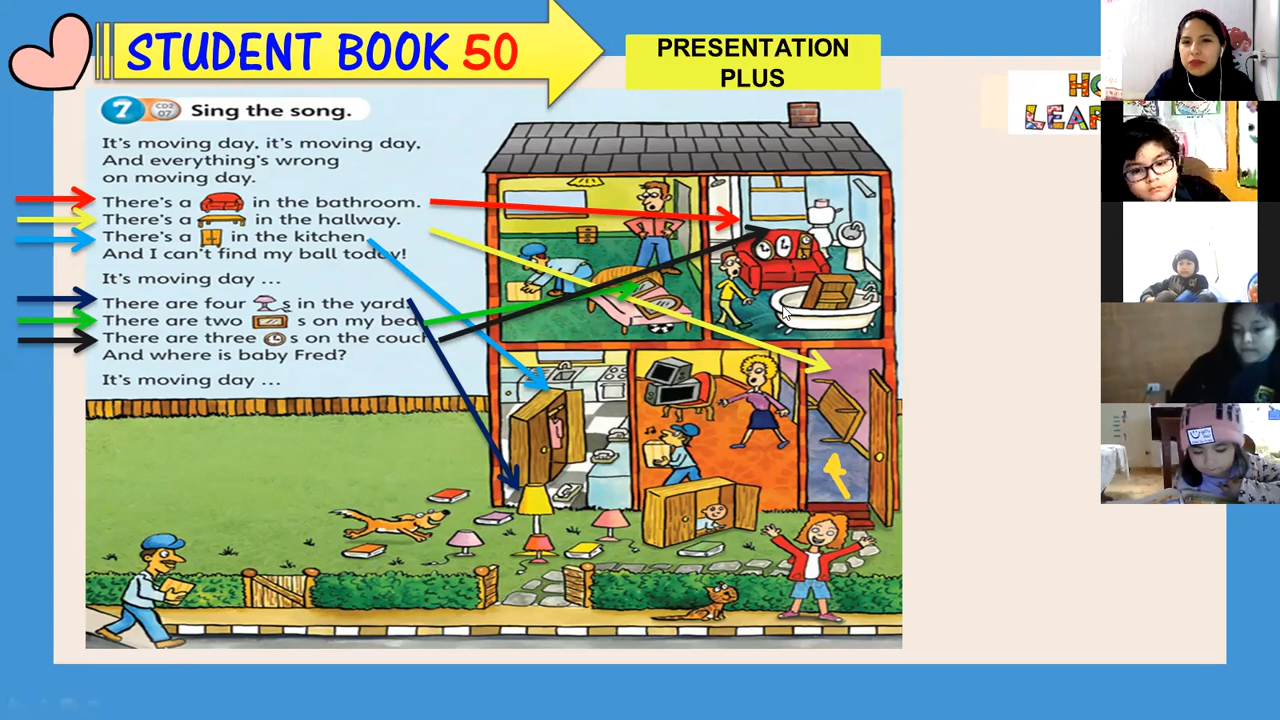 STUDENT BOOK 50
PRESENTATION
PLUS
7 CD2 07 Sing the song.
It's moving day, it's moving day,
And everything's wrong
on moving day.
There's a in the bathroom.
There's a in the hallway.
There's a in the kitchen
And I can't find my ball today!
It's moving day ...
There are four s in the yard.
There are two s on my bed.
There are three s on the couch.
And where is baby Fred?
It's moving day ...